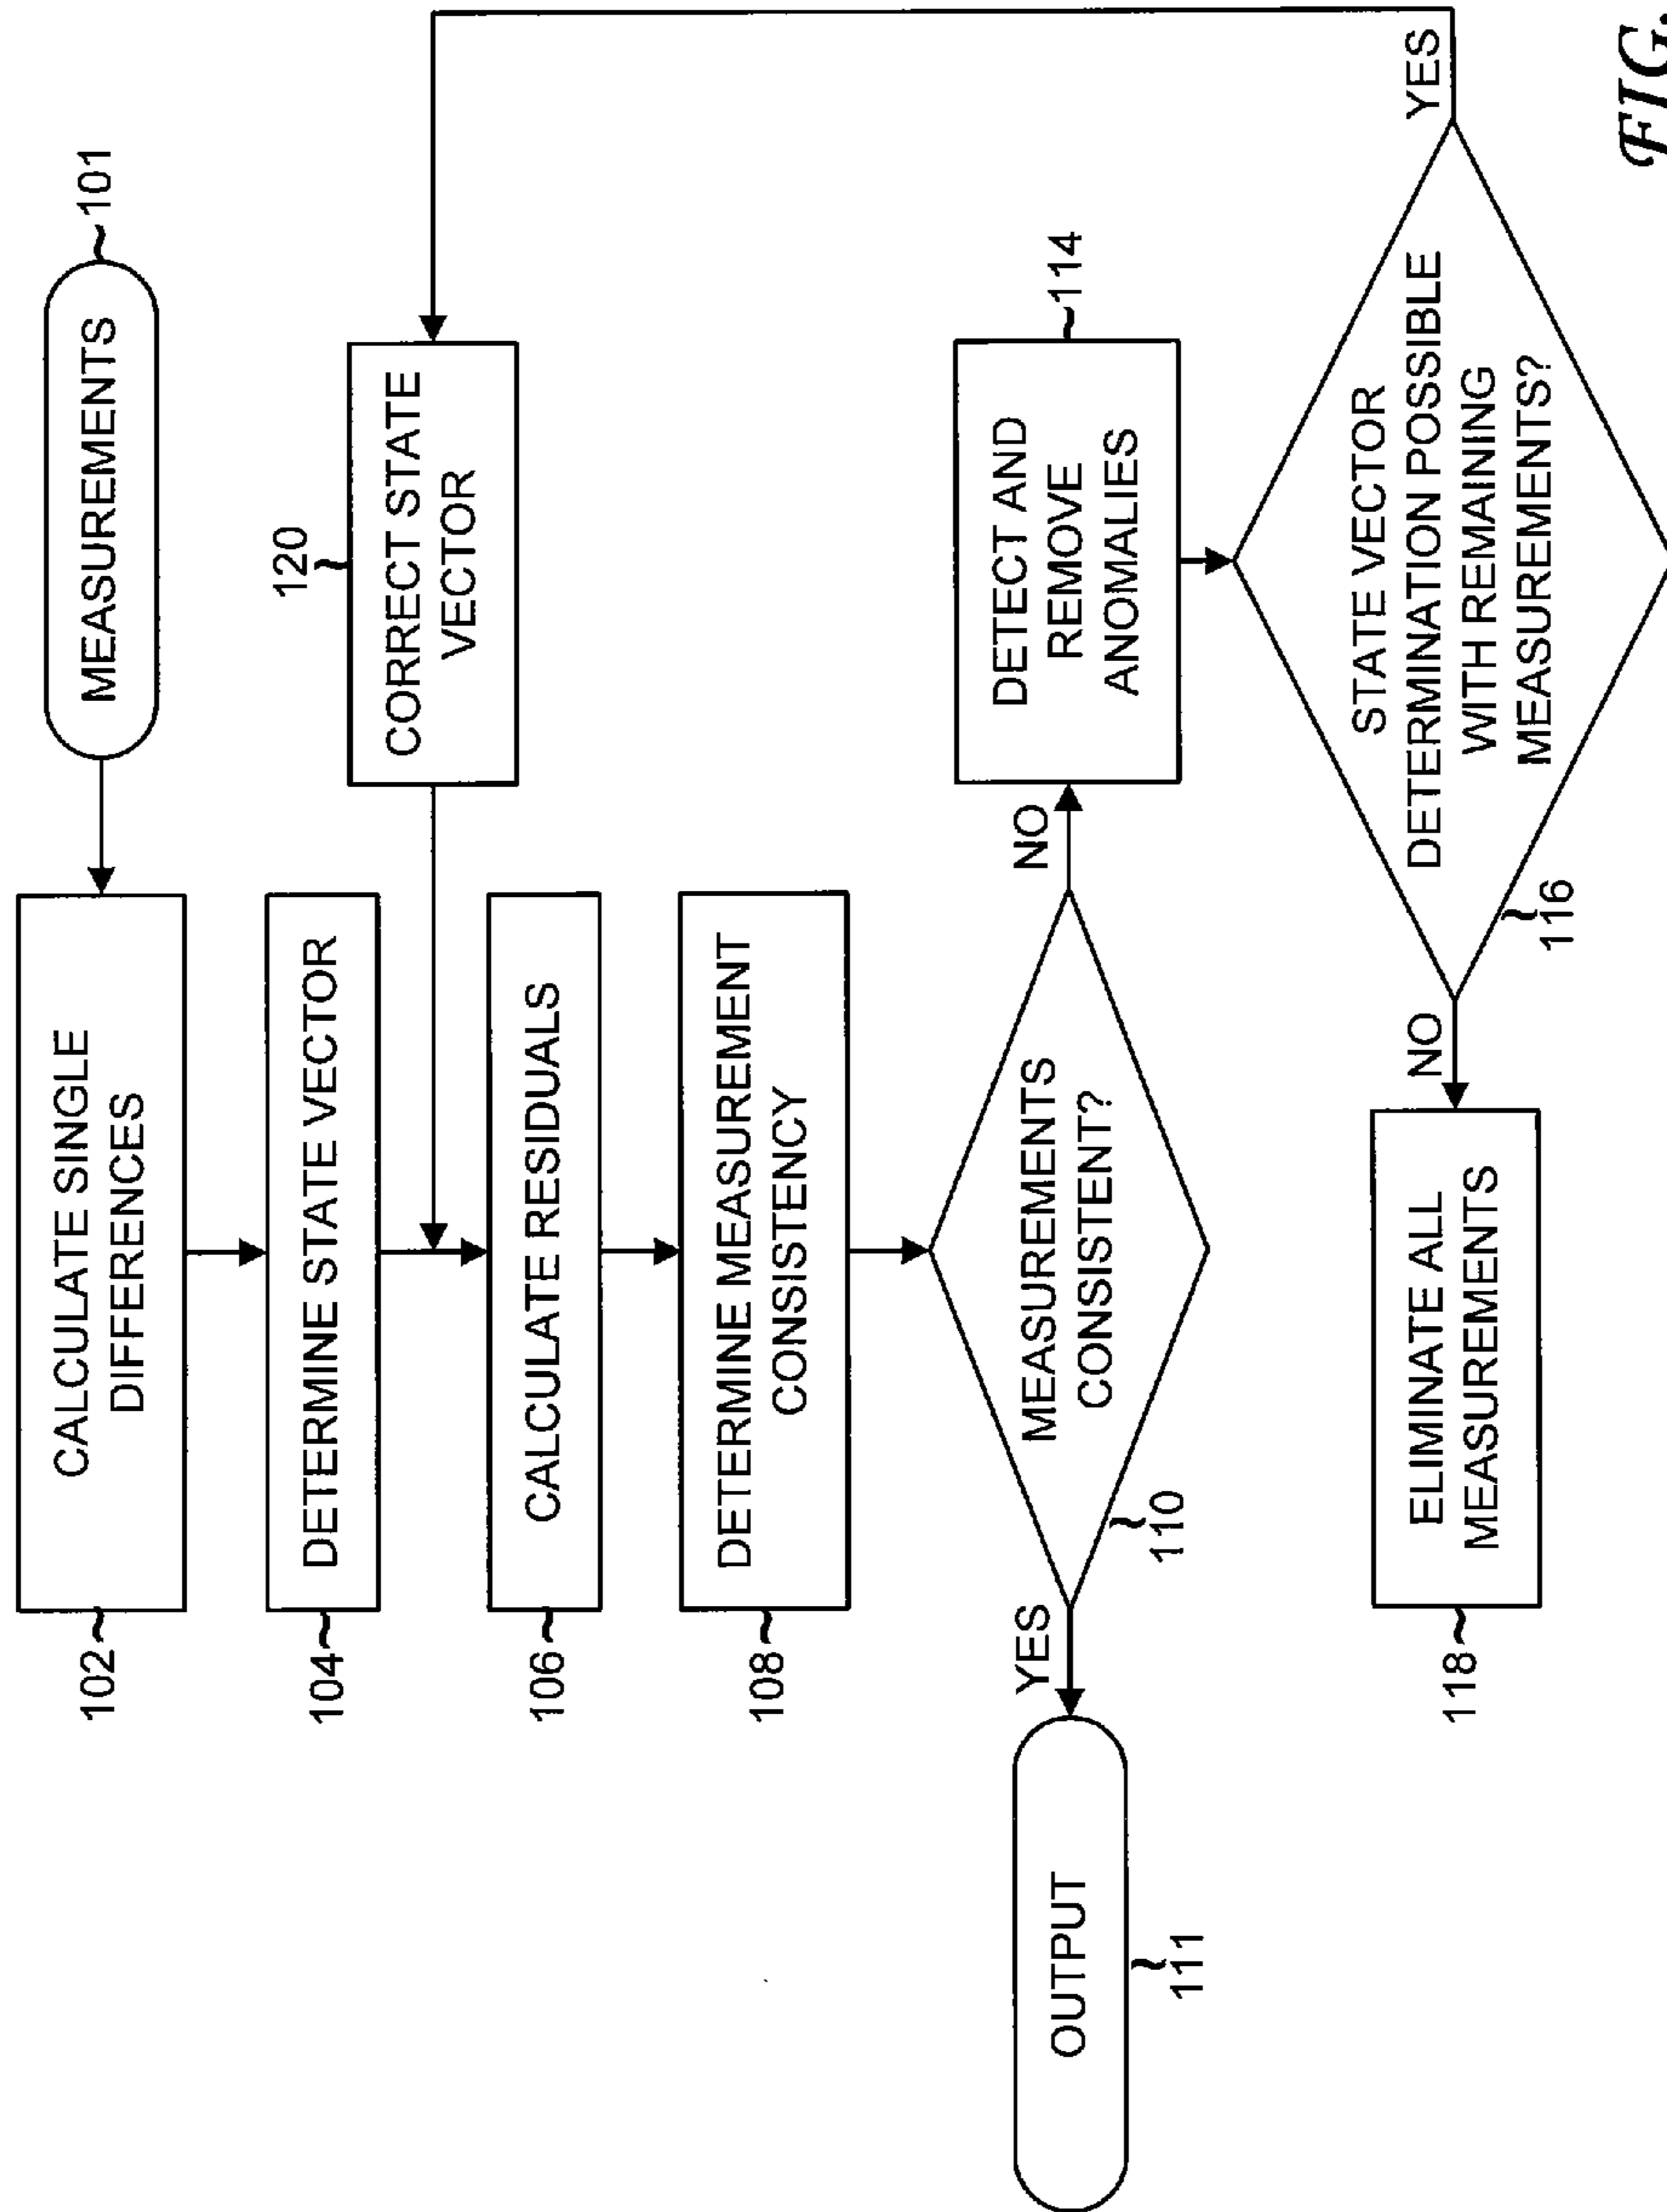 MEASUREMENTS
101
CALCULATE SINGLE
DIFFERENCES
102
DETERMINE STATE VECTOR
104
CORRECT STATE
VECTOR
120
CALCULATE RESIDUALS
106
DETERMINE MEASUREMENT
CONSISTENCY
108
MEASUREMENTS
CONSISTENT?
110
YES
NO
OUTPUT
111
DETECT AND
REMOVE
ANOMALIES
114
STATE VECTOR
DETERMINATION POSSIBLE
WITH REMAINING
MEASUREMENTS?
116
NO
YES
ELIMINATE ALL
MEASUREMENTS
118
FIG.